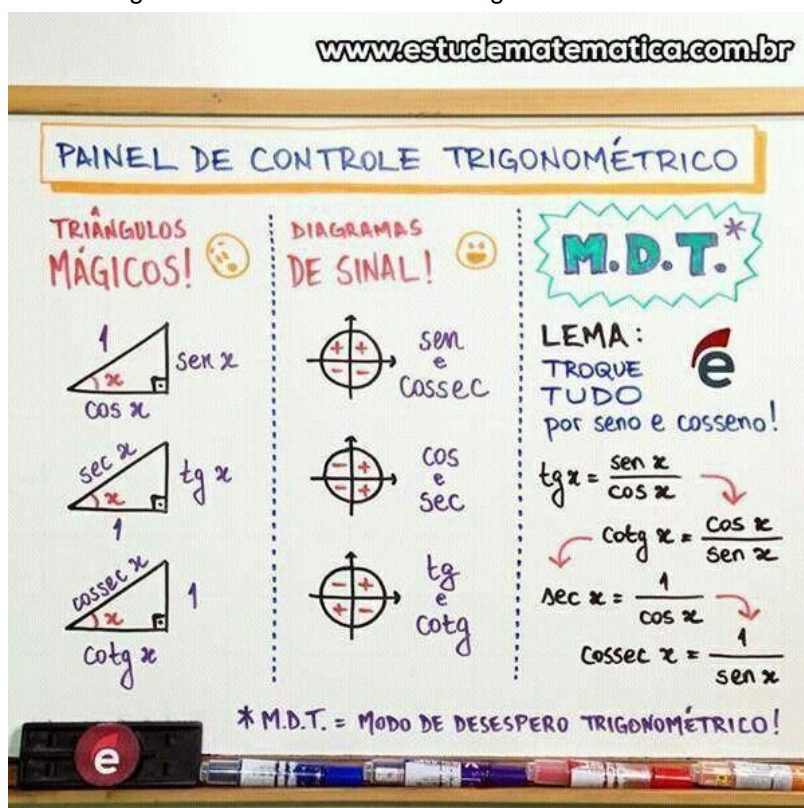 www.estudematematica.com.br
PAINEL DE CONTROLE TRIGONOMÉTRICO
TRIÂNGULOS
MÁGICOS!
1
sen x
x
cos x
sec x
tg x
x
1
cossec x
1
x
cotg x
DIAGRAMAS
DE SINAL!
+ +
- -
sen
e
cossec
- +
- +
cos
e
sec
- +
+ -
tg
e
cotg
M.D.T.*
LEMA:
e
TROQUE
TUDO
por seno e cosseno!
tg x = sen x / cos x
cotg x = cos x / sen x
sec x = 1 / cos x
cossec x = 1 / sen x
* M.D.T. = MODO DE DESESPERO TRIGONOMÉTRICO!
e